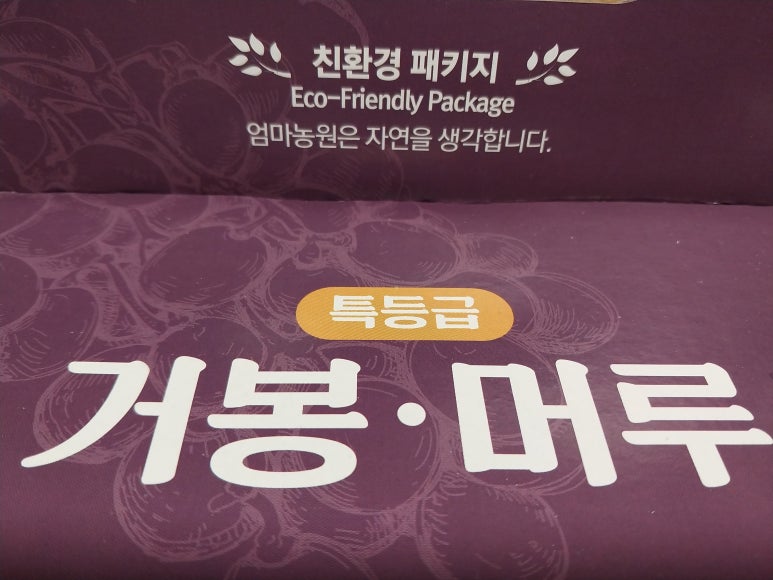 친환경 패키지
Eco-Friendly Package
엄마농원은 자연을 생각합니다.
특등급
거봉·머루